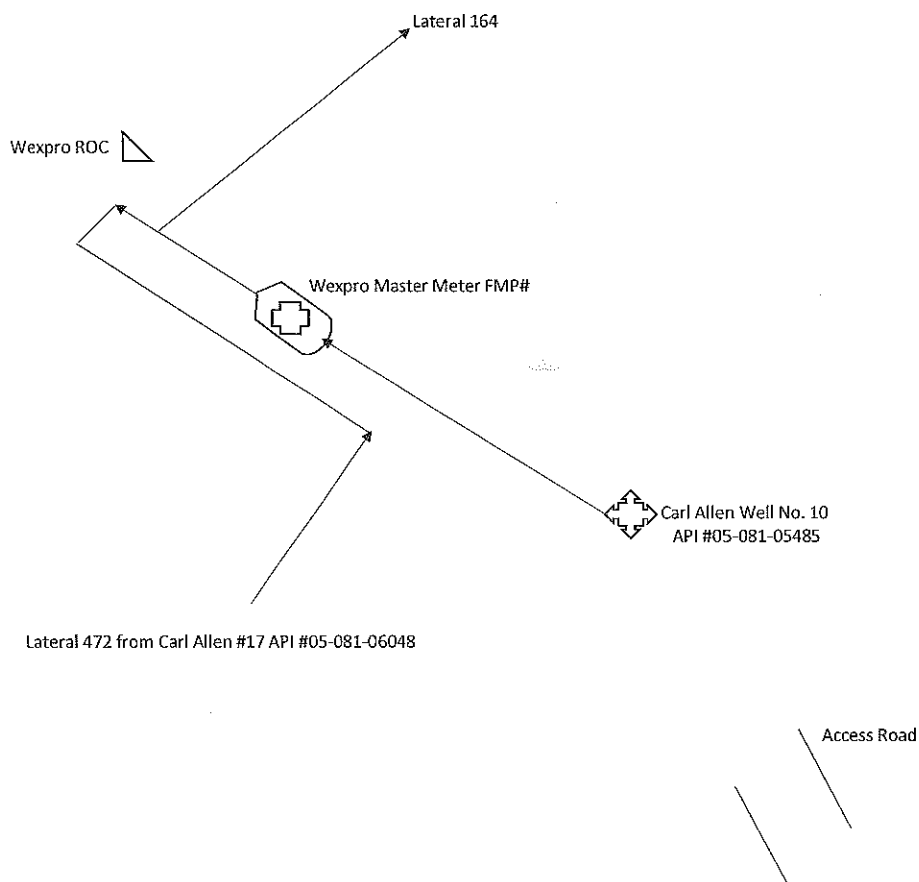 Lateral 164
Wexpro ROC
Wexpro Master Meter FMP#
Carl Allen Well No. 10
API #05-081-05485
Lateral 472 from Carl Allen #17 API #05-081-06048
Access Road